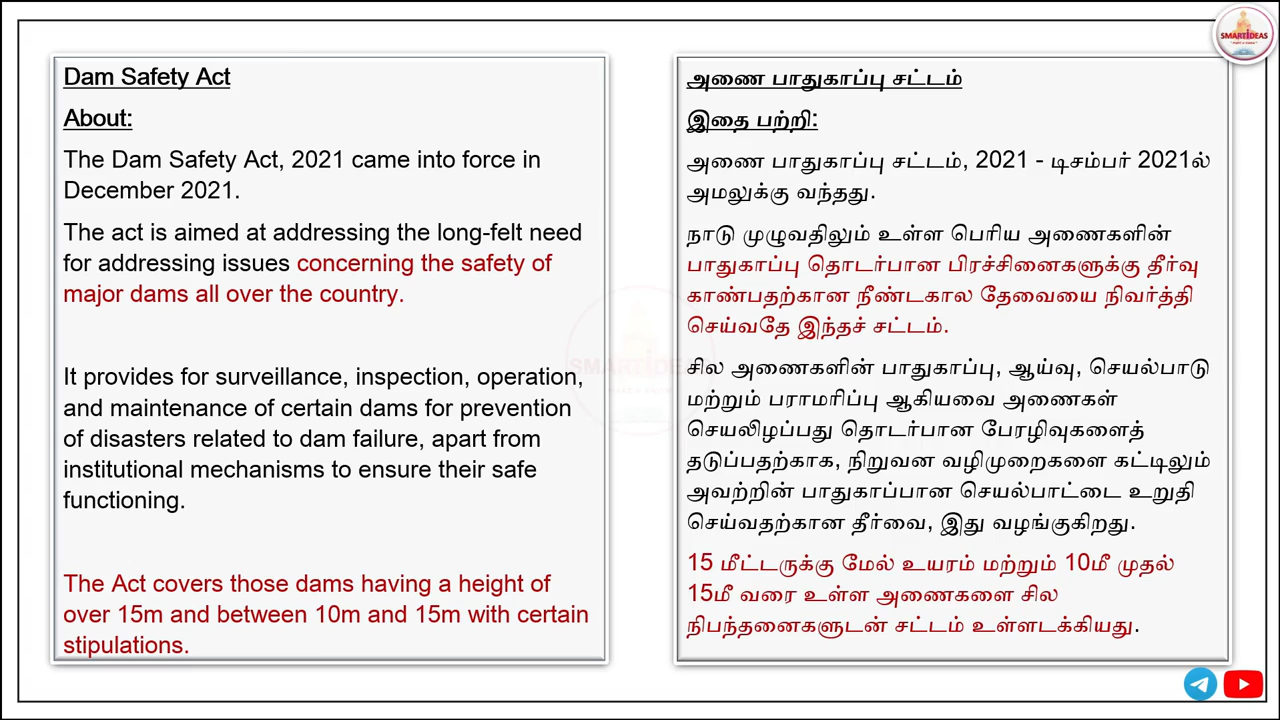 SMARTIDEAS
Dam Safety Act
About:
The Dam Safety Act, 2021 came into force in
December 2021.
The act is aimed at addressing the long-felt need
for addressing issues concerning the safety of
major dams all over the country.
It provides for surveillance, inspection, operation,
and maintenance of certain dams for prevention
of disasters related to dam failure, apart from
institutional mechanisms to ensure their safe
functioning.
The Act covers those dams having a height of
over 15m and between 10m and 15m with certain
stipulations.
அணை பாதுகாப்பு சட்டம்
இதை பற்றி:
அணை பாதுகாப்பு சட்டம், 2021 - டிசம்பர் 2021ல்
அமலுக்கு வந்தது.
நாடு முழுவதிலும் உள்ள பெரிய அணைகளின்
பாதுகாப்பு தொடர்பான பிரச்சினைகளுக்கு தீர்வு
காண்பதற்கான நீண்டகால தேவையை நிவர்த்தி
செய்வதே இந்தச் சட்டம்.
சில அணைகளின் பாதுகாப்பு, ஆய்வு, செயல்பாடு
மற்றும் பராமரிப்பு ஆகியவை அணைகள்
செயலிழப்பது தொடர்பான பேரழிவுகளைத்
தடுப்பதற்காக, நிறுவன வழிமுறைகளை கட்டிலும்
அவற்றின் பாதுகாப்பான செயல்பாட்டை உறுதி
செய்வதற்கான தீர்வை, இது வழங்குகிறது.
15 மீட்டருக்கு மேல் உயரம் மற்றும் 10மீ முதல்
15மீ வரை உள்ள அணைகளை சில
நிபந்தனைகளுடன் சட்டம் உள்ளடக்கியது.
SMARTIDEAS